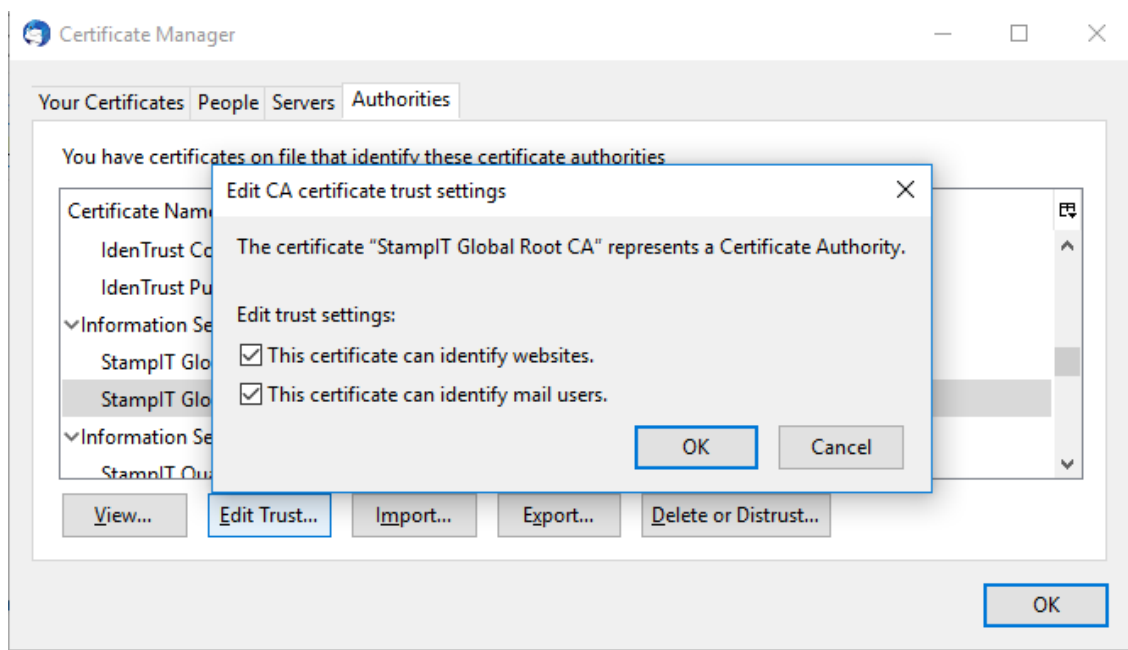 Certificate Manager
Your Certificates People Servers Authorities
You have certificates on file that identify these certificate authorities
Edit CA certificate trust settings
Certificate Nam
The certificate “StampIT Global Root CA” represents a Certificate Authority.
IdenTrust Co
IdenTrust Pu
Edit trust settings:
Information Se
This certificate can identify websites.
StampIT Glo
This certificate can identify mail users.
StampIT Glo
Information Se
OK Cancel
StampIT Qu
View... Edit Trust... Import... Export... Delete or Distrust...
OK